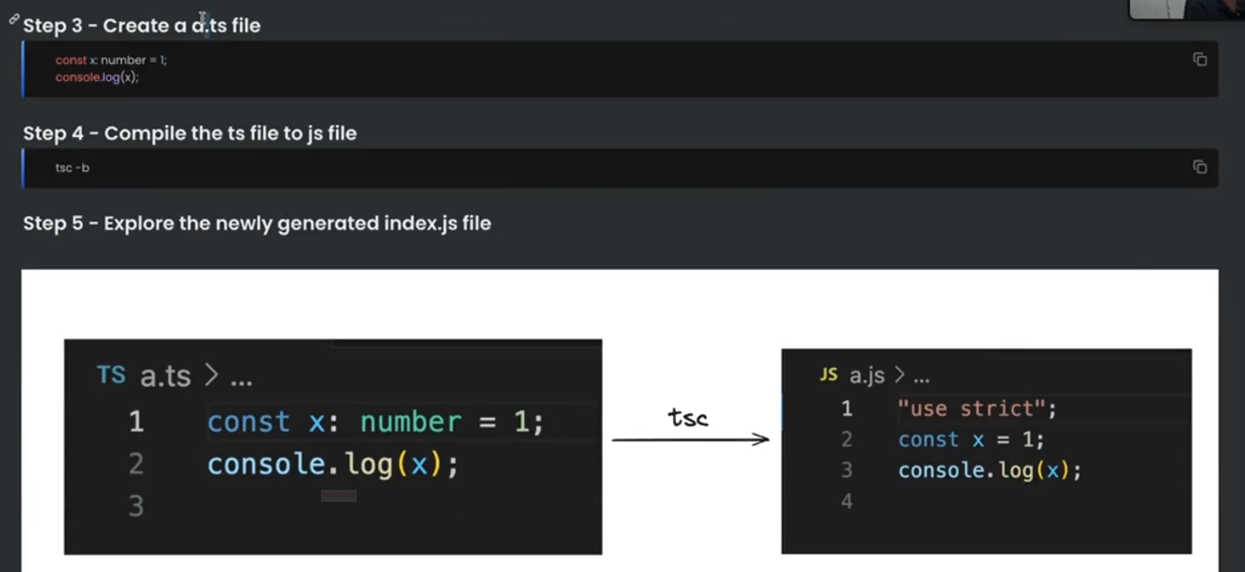 Step 3 - Create a a.ts file
const x: number = 1;
console.log(x);
Step 4 - Compile the ts file to js file
tsc -b
Step 5 - Explore the newly generated index.js file
TS a.ts > ...
1 const x: number = 1;
2 console.log(x);
3
tsc
JS a.js > ...
1 "use strict";
2 const x = 1;
3 console.log(x);
4